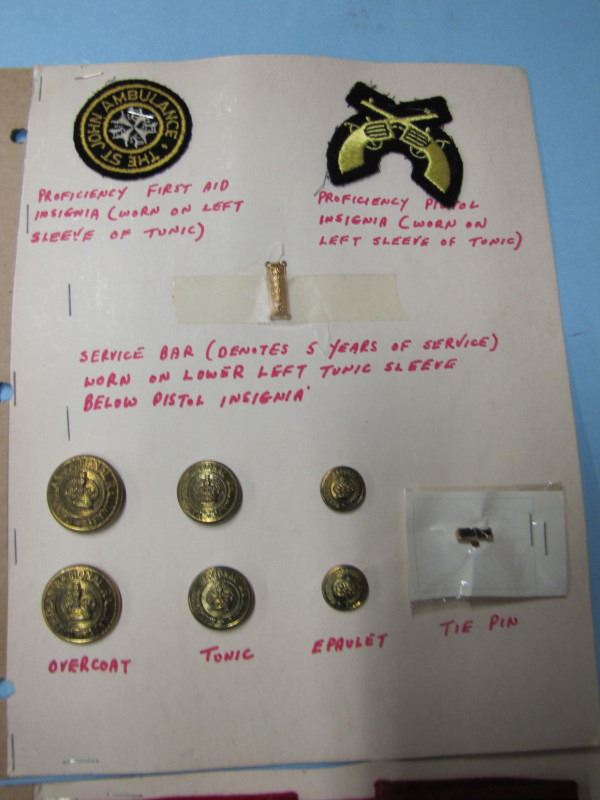 THE ST JOHN AMBULANCE
PROFICIENCY FIRST AID
INSIGNIA (WORN ON LEFT
SLEEVE OF TUNIC)
PROFICIENCY PISTOL
INSIGNIA (WORN ON
LEFT SLEEVE OF TUNIC)
SERVICE BAR (DENOTES 5 YEARS OF SERVICE)
WORN ON LOWER LEFT TUNIC SLEEVE
BELOW PISTOL INSIGNIA
OVERCOAT
TUNIC
EPAULET
TIE PIN